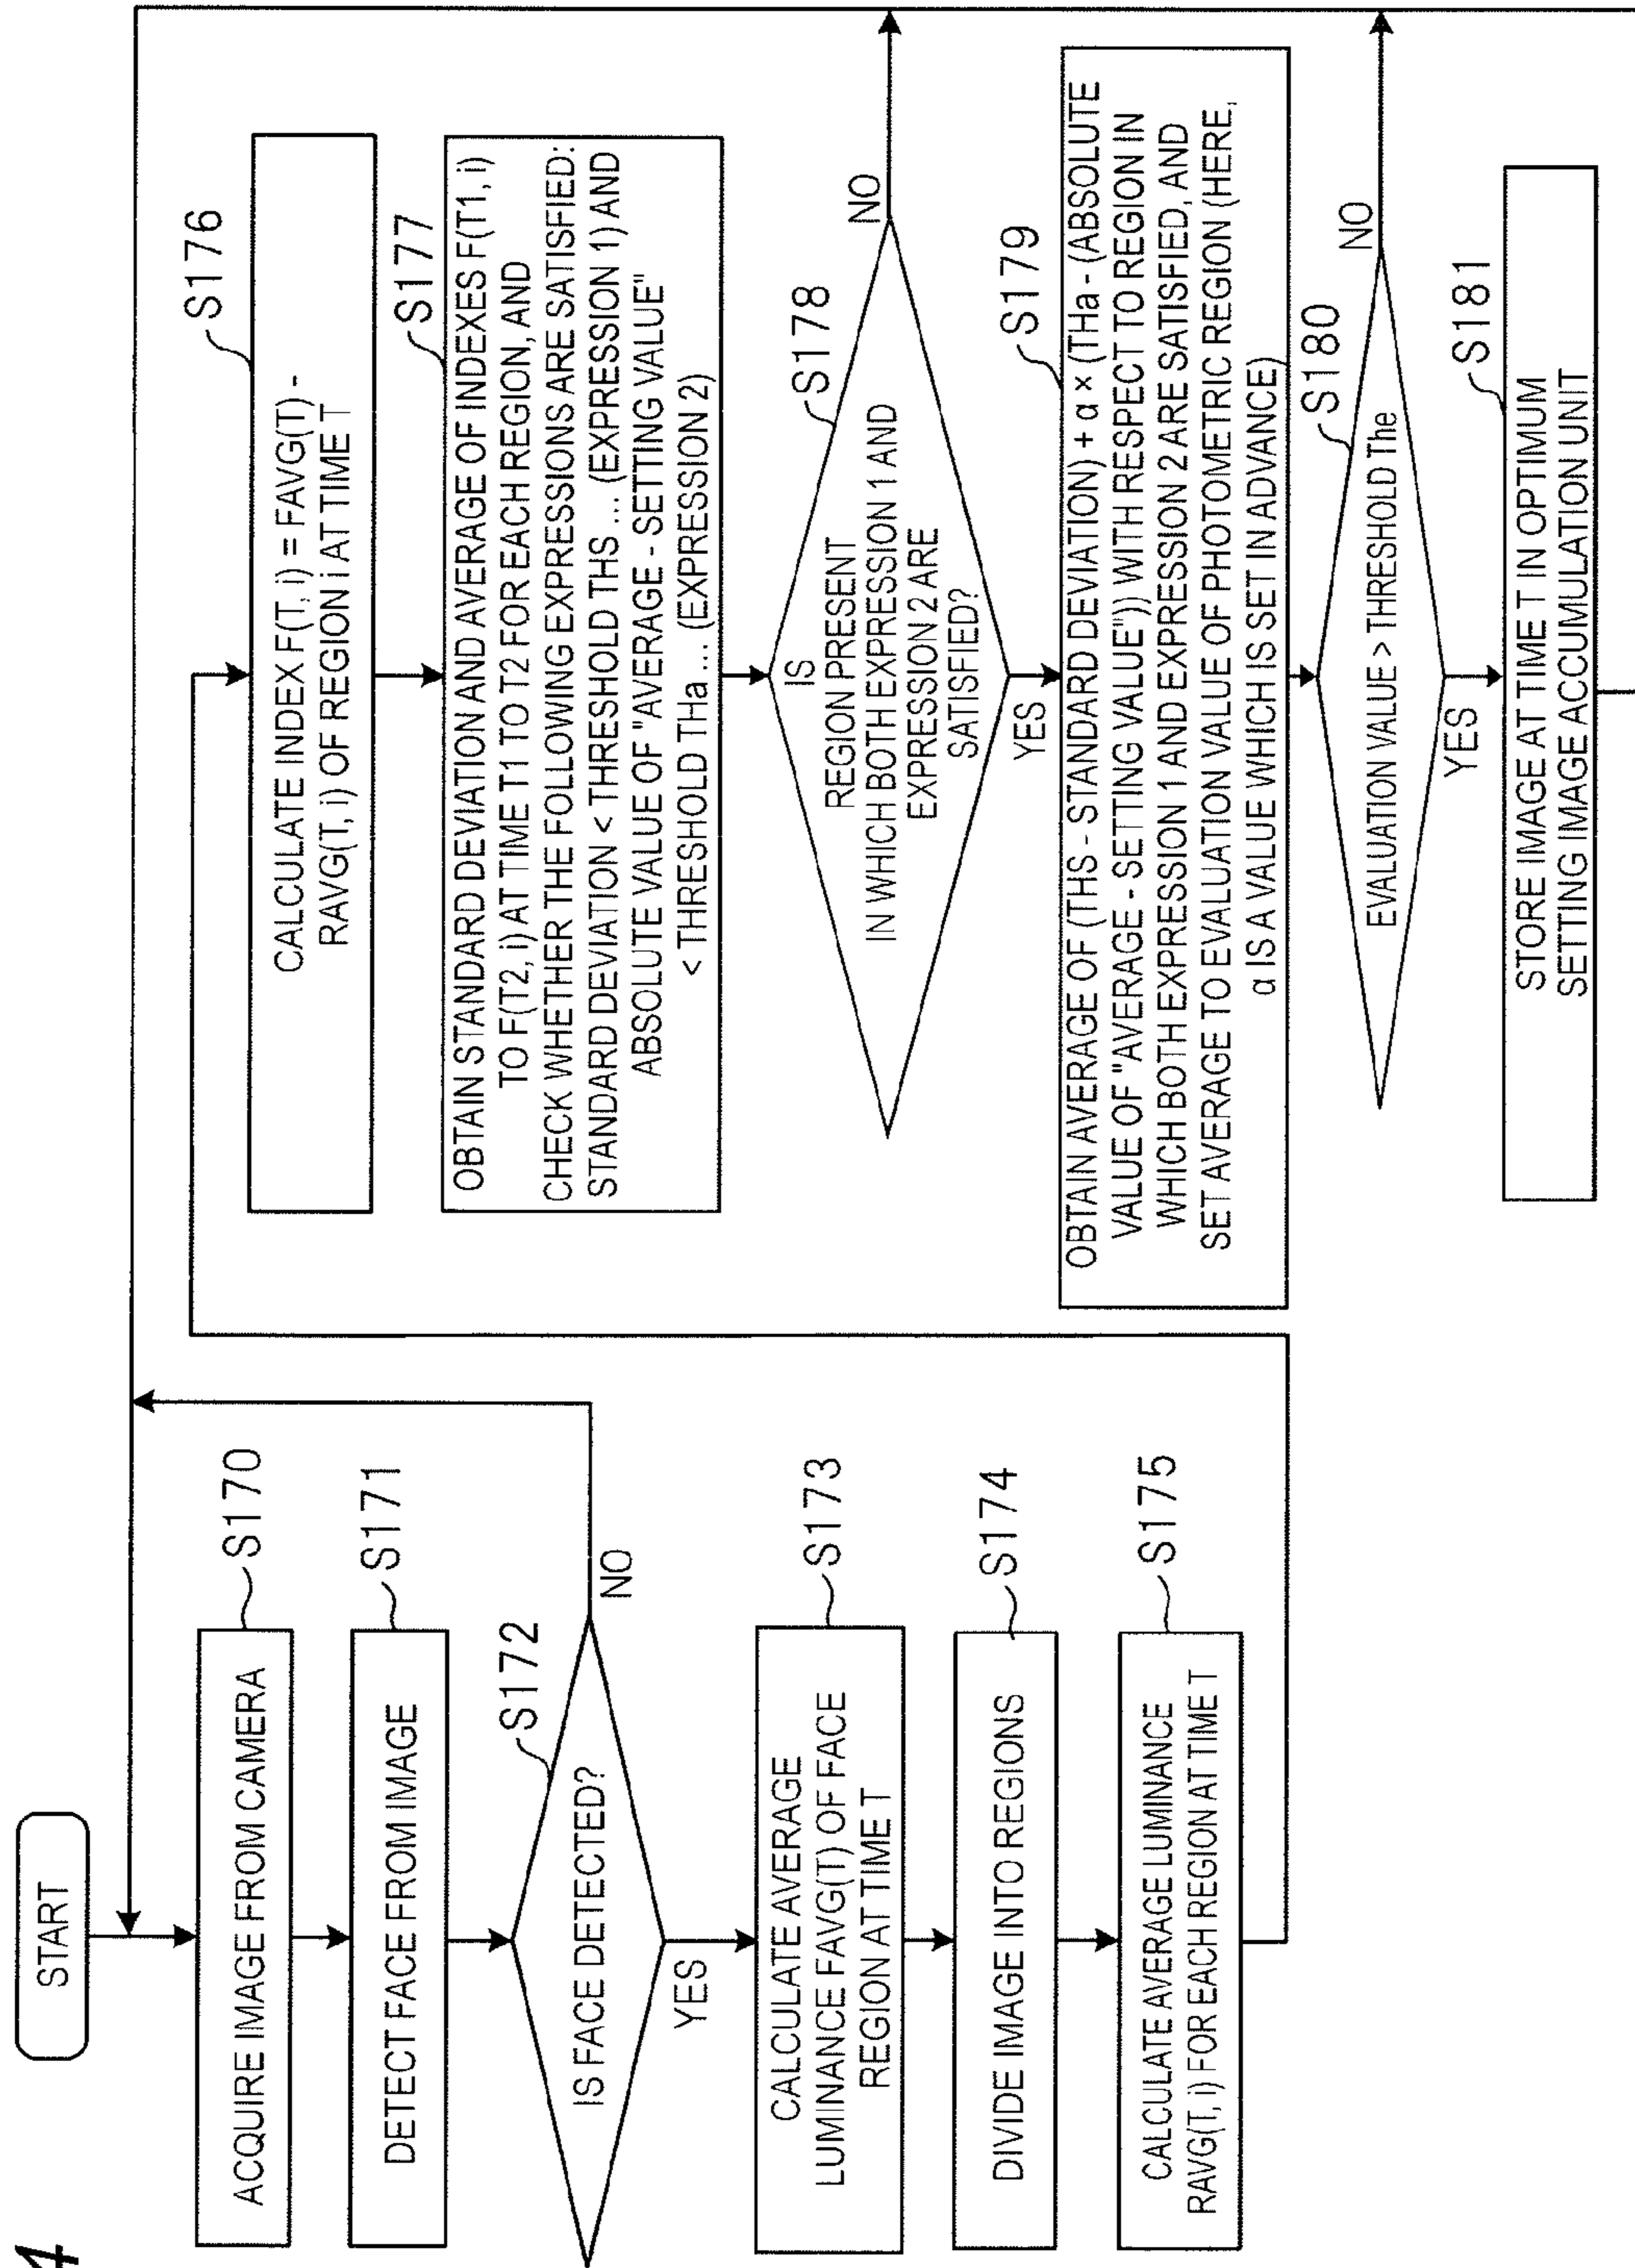 4
START
ACQUIRE IMAGE FROM CAMERA
S170
DETECT FACE FROM IMAGE
S171
IS FACE DETECTED?
S172
NO
YES
CALCULATE AVERAGE
LUMINANCE FAVG(T) OF FACE
REGION AT TIME T
S173
DIVIDE IMAGE INTO REGIONS
S174
CALCULATE AVERAGE LUMINANCE
RAVG(T, i) FOR EACH REGION AT TIME T
S175
CALCULATE INDEX F(T, i) = FAVG(T) -
RAVG(T, i) OF REGION i AT TIME T
S176
OBTAIN STANDARD DEVIATION AND AVERAGE OF INDEXES F(T1, i)
TO F(T2, i) AT TIME T1 TO T2 FOR EACH REGION, AND
CHECK WHETHER THE FOLLOWING EXPRESSIONS ARE SATISFIED:
STANDARD DEVIATION < THRESHOLD THS ... (EXPRESSION 1) AND
ABSOLUTE VALUE OF "AVERAGE - SETTING VALUE"
< THRESHOLD THa ... (EXPRESSION 2)
S177
IS
REGION PRESENT
IN WHICH BOTH EXPRESSION 1 AND
EXPRESSION 2 ARE
SATISFIED?
S178
NO
YES
OBTAIN AVERAGE OF (THS - STANDARD DEVIATION) + α × (THa - (ABSOLUTE
VALUE OF "AVERAGE - SETTING VALUE")) WITH RESPECT TO REGION IN
WHICH BOTH EXPRESSION 1 AND EXPRESSION 2 ARE SATISFIED, AND
SET AVERAGE TO EVALUATION VALUE OF PHOTOMETRIC REGION (HERE,
α IS A VALUE WHICH IS SET IN ADVANCE)
S179
EVALUATION VALUE > THRESHOLD The
S180
NO
YES
STORE IMAGE AT TIME T IN OPTIMUM
SETTING IMAGE ACCUMULATION UNIT
S181